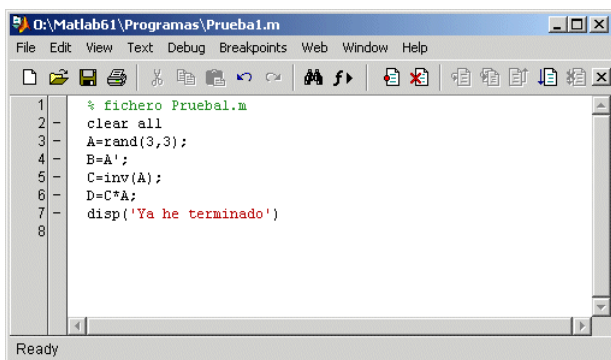 O:\Matlab61\Programas\Prueba1.m
File Edit View Text Debug Breakpoints Web Window Help
1 % fichero Prueba1.m
2 - clear all
3 - A=rand(3,3);
4 - B=A';
5 - C=inv(A);
6 - D=C*A;
7 - disp('Ya he terminado')
8
Ready